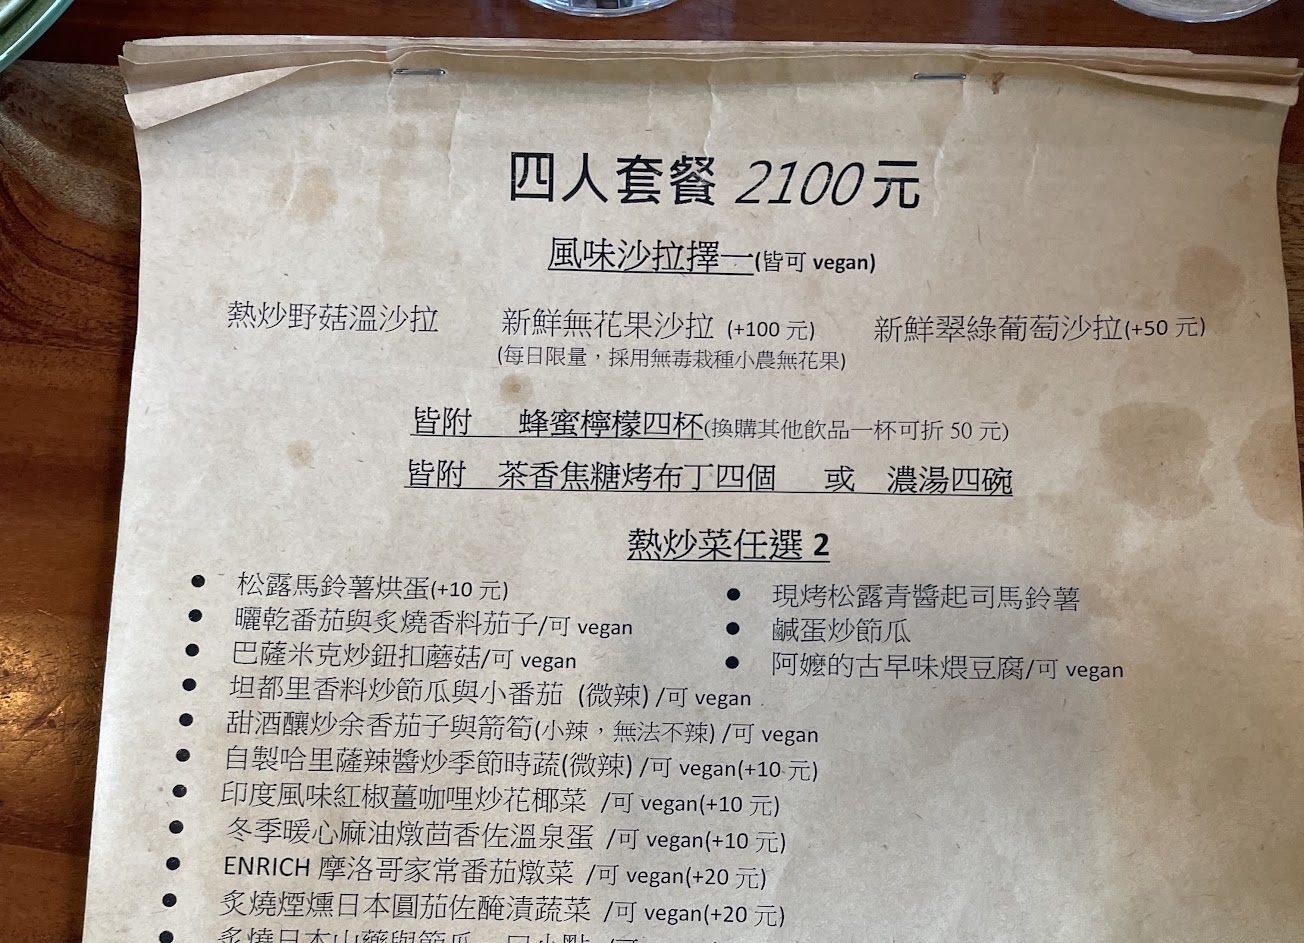 四人套餐 2100元
風味沙拉擇一(皆可 vegan)
熱炒野菇溫沙拉 新鮮無花果沙拉 (+100 元) 新鮮翠綠葡萄沙拉(+50 元)
(每日限量，採用無毒栽種小農無花果)
皆附 蜂蜜檸檬四杯(換購其他飲品一杯可折 50 元)
皆附 茶香焦糖烤布丁四個 或 濃湯四碗
熱炒菜任選 2
• 松露馬鈴薯烘蛋(+10 元)
• 曬乾番茄與炙燒香料茄子/可 vegan
• 巴薩米克炒鈕扣蘑菇/可 vegan
• 坦都里香料炒節瓜與小番茄 (微辣) /可 vegan
• 甜酒釀炒余香茄子與箭筍(小辣，無法不辣) /可 vegan
• 自製哈里薩辣醬炒季節時蔬(微辣) /可 vegan(+10 元)
• 印度風味紅椒薑咖哩炒花椰菜 /可 vegan(+10 元)
• 冬季暖心麻油燉茴香佐溫泉蛋 /可 vegan(+10 元)
• ENRICH 摩洛哥家常番茄燉菜 /可 vegan(+20 元)
• 炙燒煙燻日本圓茄佐醃漬蔬菜 /可 vegan(+20 元)
• 炙燒日本山藥與節瓜
• 現烤松露青醬起司馬鈴薯
• 鹹蛋炒節瓜
• 阿嬤的古早味煨豆腐/可 vegan